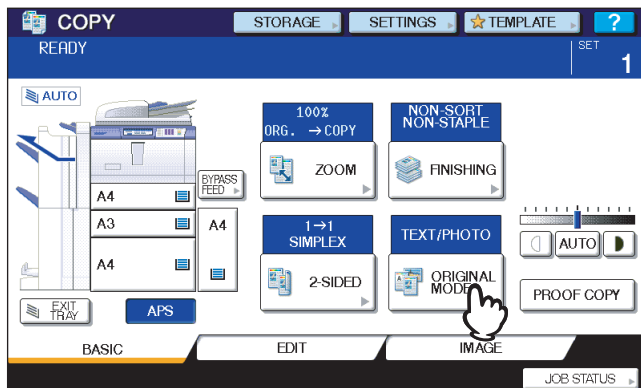 COPY
STORAGE
SETTINGS
TEMPLATE
?
READY
SET
1
AUTO
100%
ORG. →COPY
ZOOM
NON-SORT
NON-STAPLE
FINISHING
BYPASS
FEED
A4
A3
A4
A4
1→1
SIMPLEX
2-SIDED
TEXT/PHOTO
ORIGINAL
MODE
AUTO
PROOF COPY
EXIT
TRAY
APS
BASIC
EDIT
IMAGE
JOB STATUS